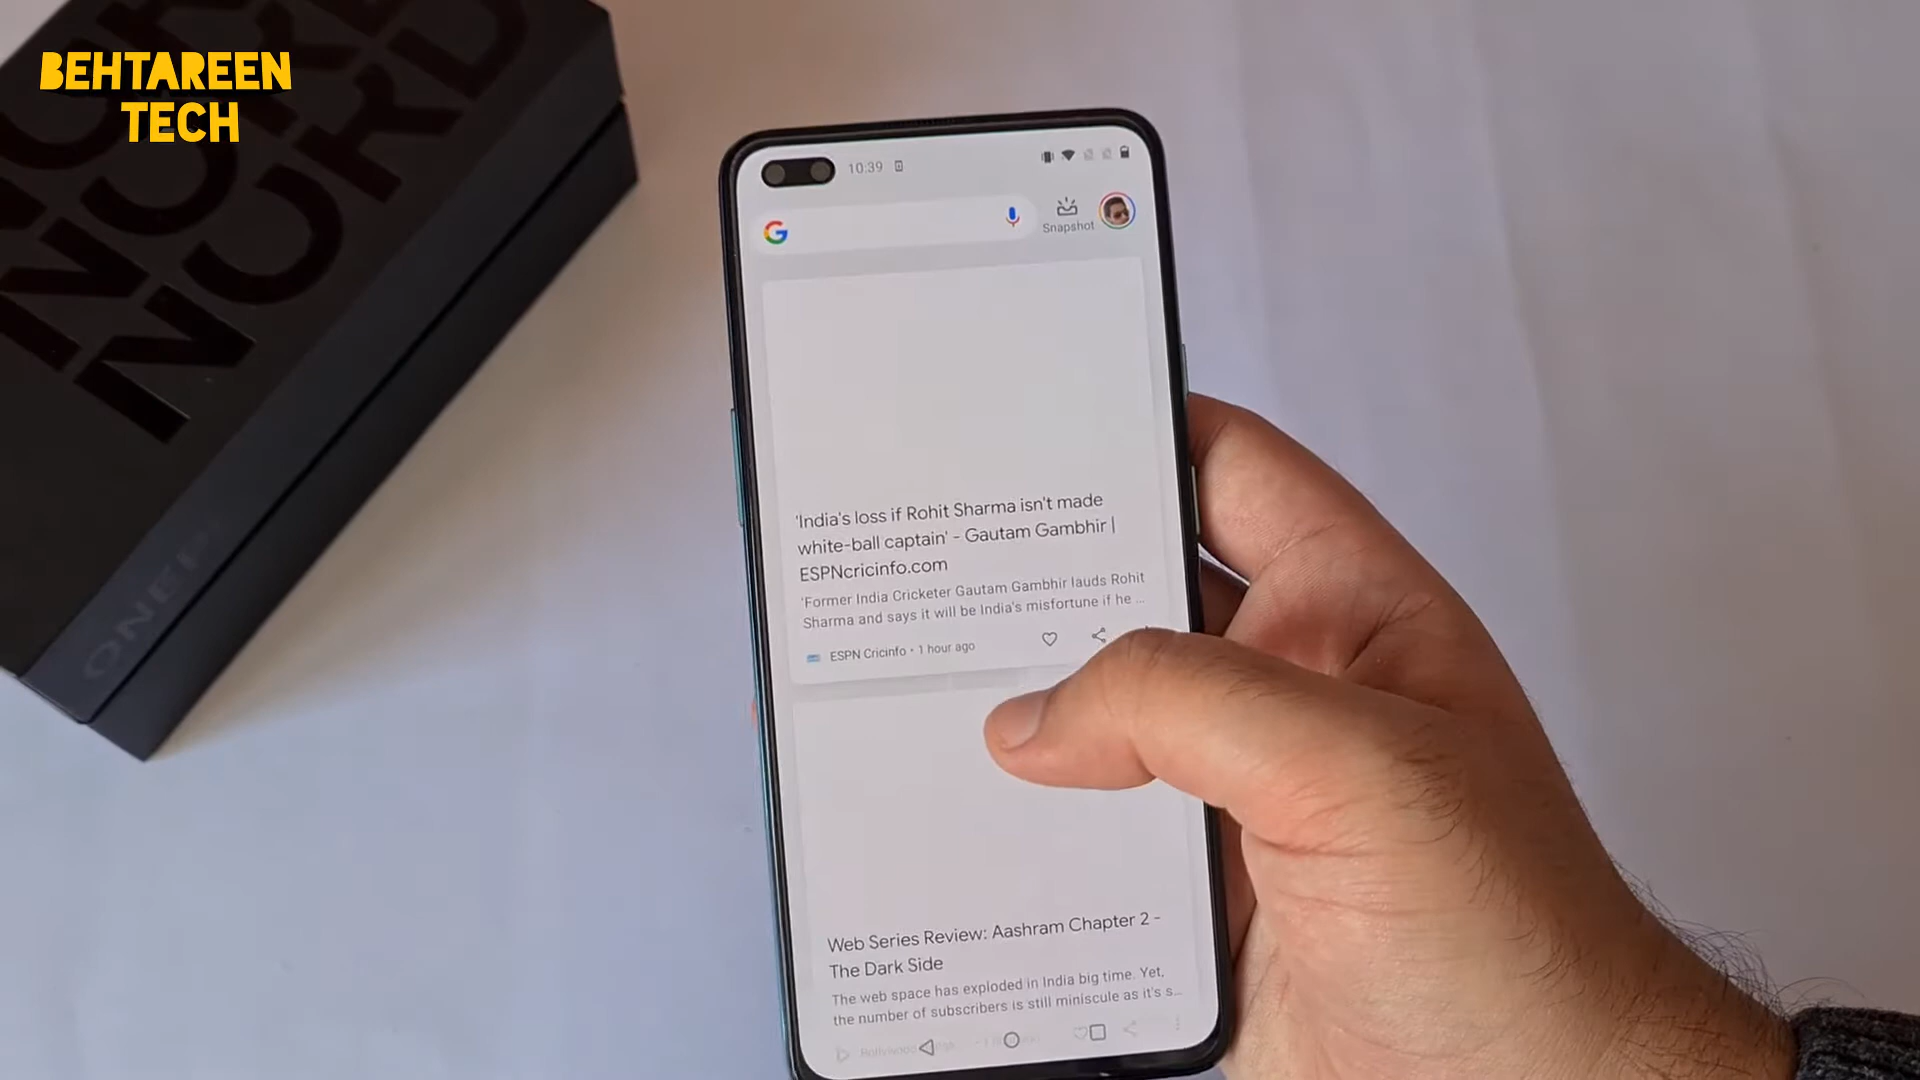 BEHTAREEN
TECH
NORD
ONEPL
10:39
Snapshot
'India's loss if Rohit Sharma isn't made
white-ball captain' - Gautam Gambhir |
ESPNcricinfo.com
'Former India Cricketer Gautam Gambhir lauds Rohit
Sharma and says it will be India's misfortune if he ...
ESPN Cricinfo • 1 hour ago
Web Series Review: Aashram Chapter 2 -
The Dark Side
The web space has exploded in India big time. Yet,
the number of subscribers is still miniscule as it's s...